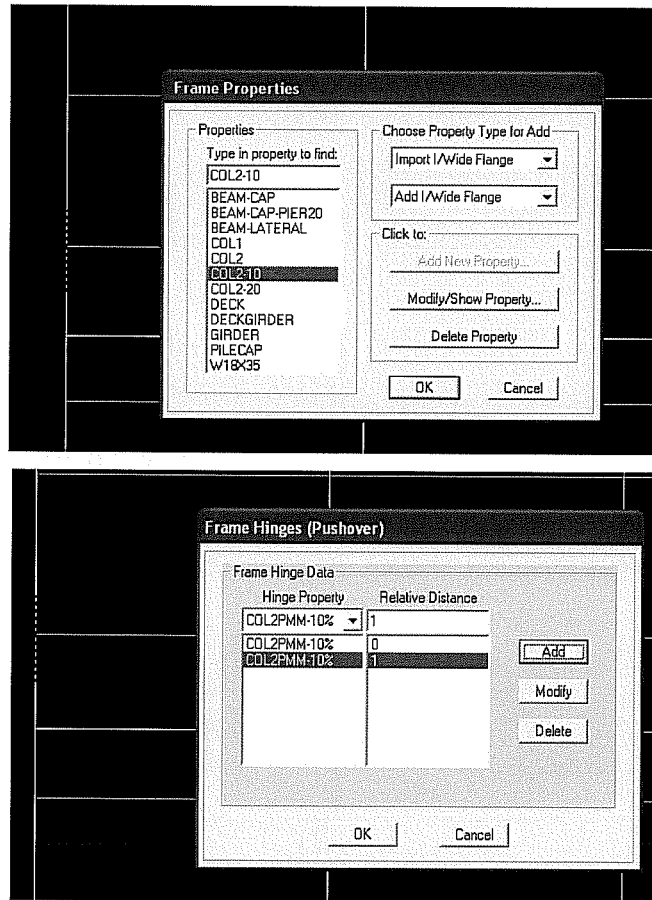 Frame Properties
Properties
Type in property to find:
COL2-10
BEAM-CAP
BEAM-CAP-PIER20
BEAM-LATERAL
COL1
COL2
COL2-10
COL2-20
DECK
DECKGIRDER
GIRDER
PILECAP
W18X35
Choose Property Type for Add
Import I/Wide Flange
Add I/Wide Flange
Click to:
Add New Property...
Modify/Show Property...
Delete Property
OK Cancel
Frame Hinges (Pushover)
Frame Hinge Data
Hinge Property Relative Distance
COL2PMM-10% 1
COL2PMM-10% 0
COL2PMM-10% 1
Add
Modify
Delete
OK Cancel